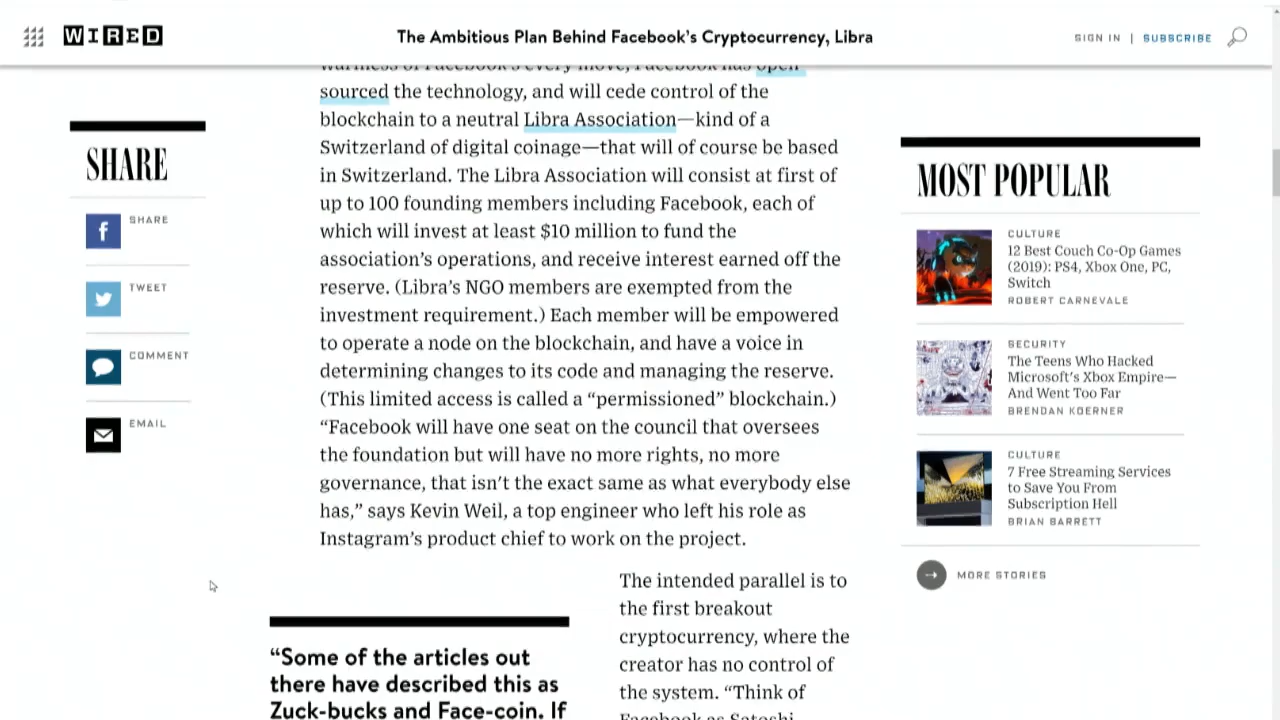 WIRED
The Ambitious Plan Behind Facebook's Cryptocurrency, Libra
SIGN IN | SUBSCRIBE
wariness of Facebook's every move, Facebook has open
sourced the technology, and will cede control of the
blockchain to a neutral Libra Association—kind of a
Switzerland of digital coinage—that will of course be based
in Switzerland. The Libra Association will consist at first of
up to 100 founding members including Facebook, each of
which will invest at least $10 million to fund the
association's operations, and receive interest earned off the
reserve. (Libra's NGO members are exempted from the
investment requirement.) Each member will be empowered
to operate a node on the blockchain, and have a voice in
determining changes to its code and managing the reserve.
(This limited access is called a “permissioned” blockchain.)
“Facebook will have one seat on the council that oversees
the foundation but will have no more rights, no more
governance, that isn't the exact same as what everybody else
has,” says Kevin Weil, a top engineer who left his role as
Instagram's product chief to work on the project.
The intended parallel is to
the first breakout
cryptocurrency, where the
creator has no control of
the system. “Think of
Facebook as Satoshi
“Some of the articles out
there have described this as
Zuck-bucks and Face-coin. If
SHARE
SHARE
TWEET
COMMENT
EMAIL
MOST POPULAR
CULTURE
12 Best Couch Co-Op Games
(2019): PS4, Xbox One, PC,
Switch
ROBERT CARNEVALE
SECURITY
The Teens Who Hacked
Microsoft's Xbox Empire—
And Went Too Far
BRENDAN KOERNER
CULTURE
7 Free Streaming Services
to Save You From
Subscription Hell
BRIAN BARRETT
MORE STORIES